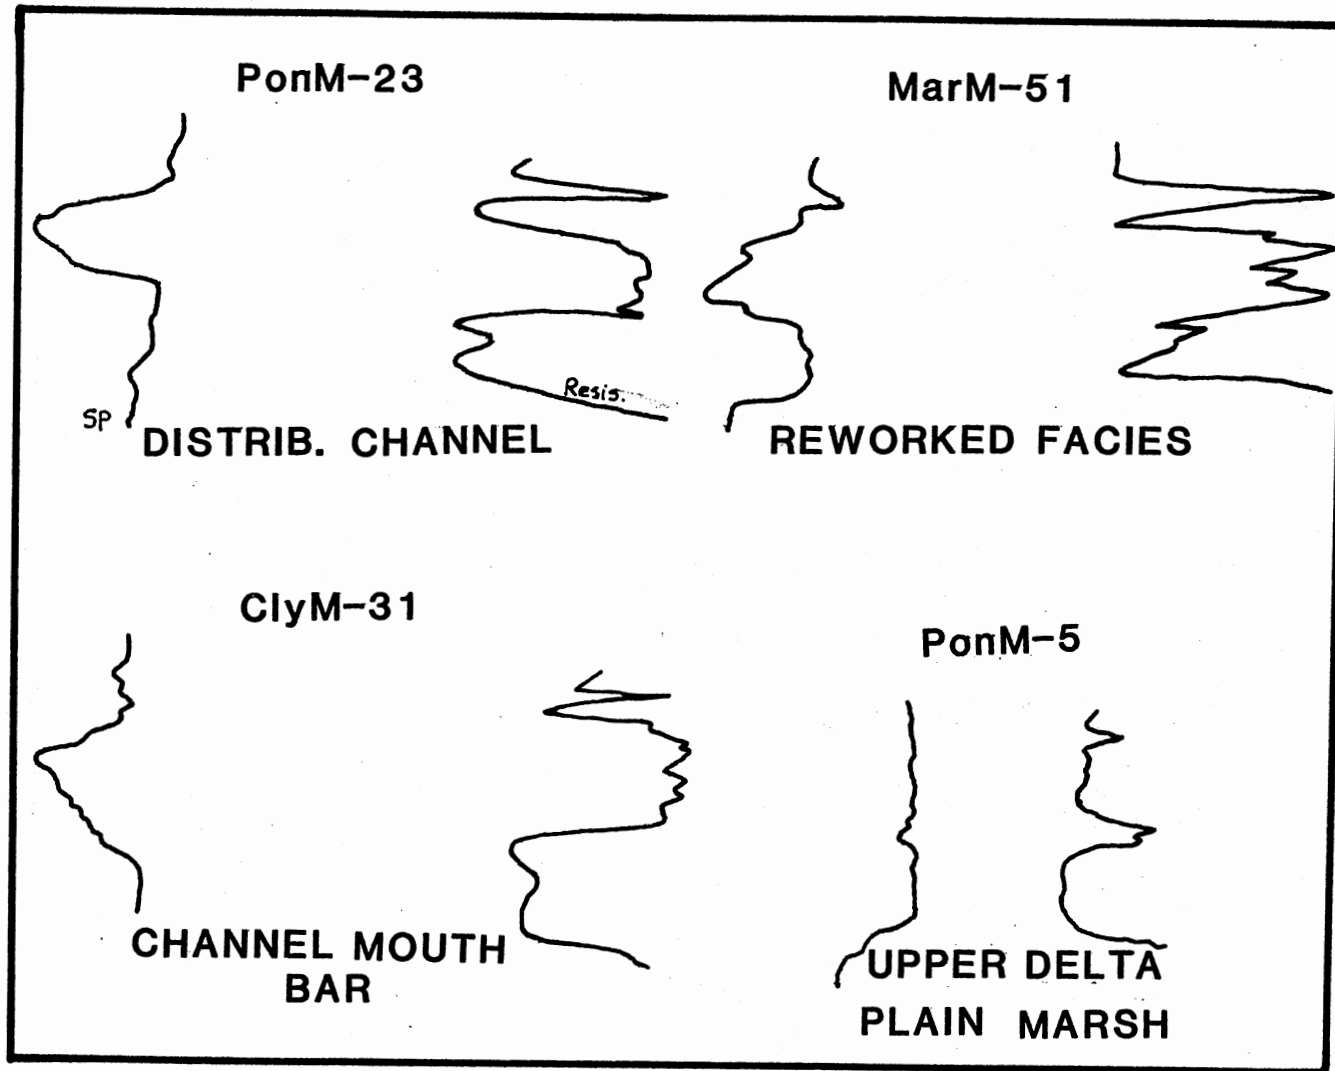 PonM-23
MarM-51
Resis.
SP
DISTRIB. CHANNEL
REWORKED FACIES
ClyM-31
PonM-5
CHANNEL MOUTH
BAR
UPPER DELTA
PLAIN MARSH